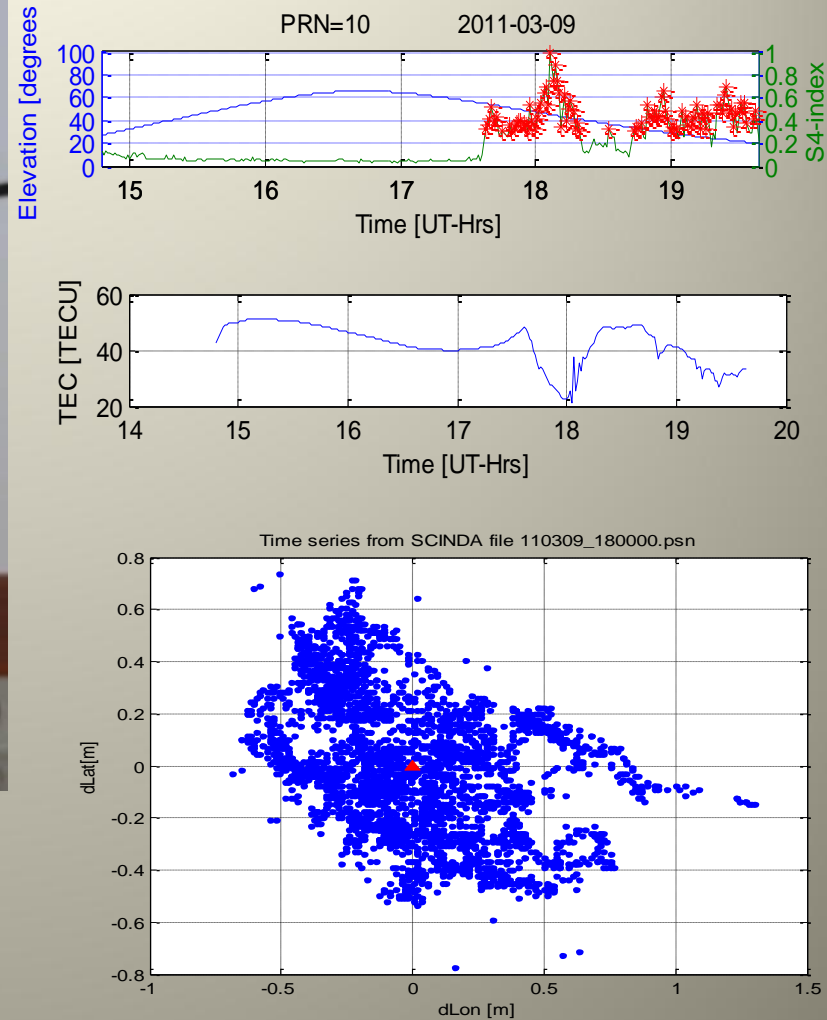 PRN=10 2011-03-09
Elevation [degrees
100
80
60
40
20
0
1
0.8
0.6
0.4
0.2
0
S4-index
15 16 17 18 19
Time [UT-Hrs]
TEC [TECU]
60
40
20
14 15 16 17 18 19 20
Time [UT-Hrs]
Time series from SCINDA file 110309_180000.psn
dLat[m]
0.8
0.6
0.4
0.2
0
-0.2
-0.4
-0.6
-0.8
-1 -0.5 0 0.5 1 1.5
dLon [m]